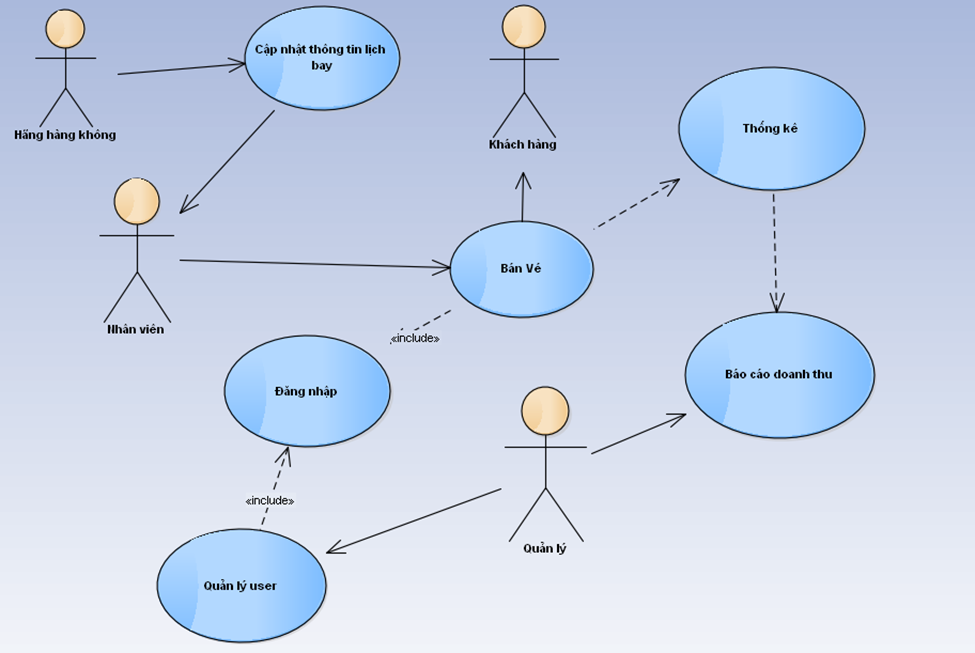 Cập nhật thông tin lịch
bay
Hãng hàng không
Khách hàng
Thống kê
Nhân viên
Bán Vé
«include»
Đăng nhập
Báo cáo doanh thu
«include»
Quản lý
Quản lý user